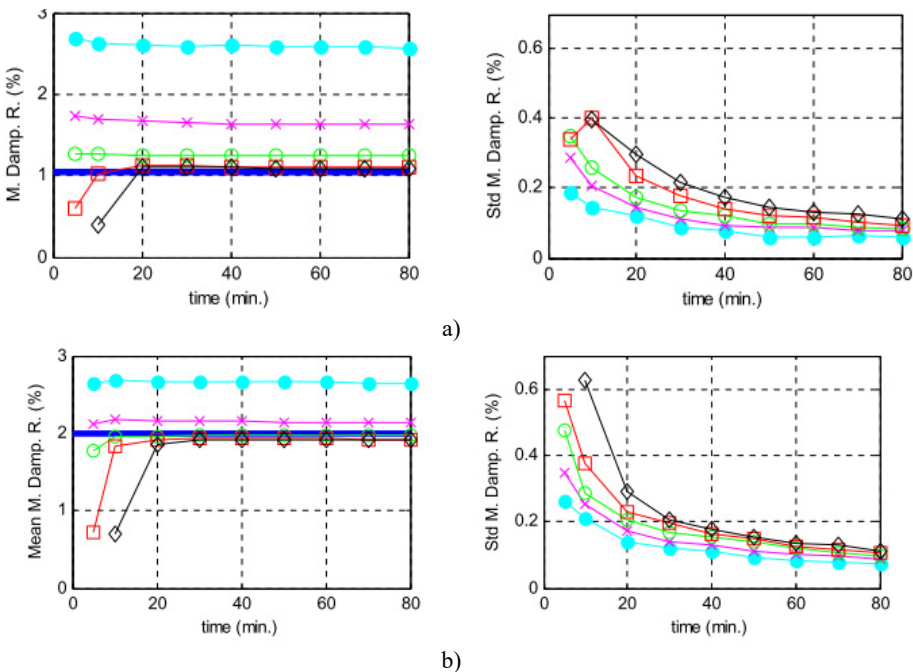 M. Damp. R. (%)
3
2
1
0
0 20 40 60 80
time (min.)
Std M. Damp. R. (%)
0.6
0.4
0.2
0
0 20 40 60 80
time (min.)
a)
Mean M. Damp. R. (%)
3
2
1
0
0 20 40 60 80
time (min.)
Std M. Damp. R. (%)
0.6
0.4
0.2
0
0 20 40 60 80
time (min.)
b)